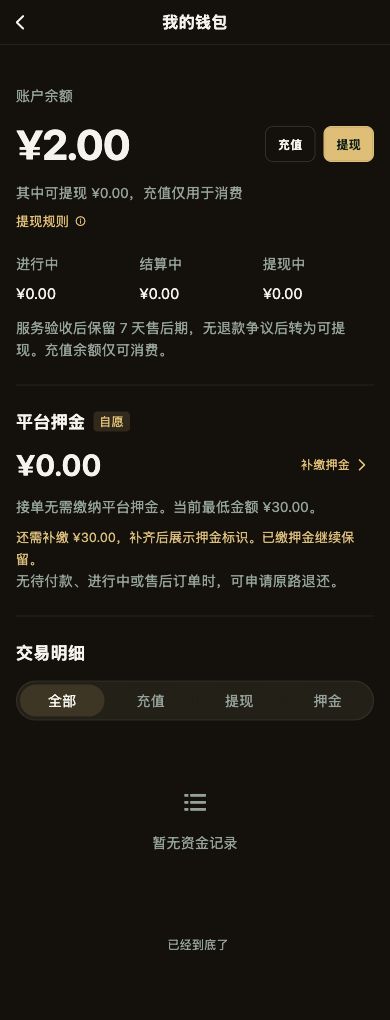 我的钱包
账户余额
¥2.00
充值
提现
其中可提现 ¥0.00，充值仅用于消费
提现规则
进行中 结算中 提现中
¥0.00 ¥0.00 ¥0.00
服务验收后保留 7 天售后期，无退款争议后转为可提
现。充值余额仅可消费。
平台押金 自愿
¥0.00 补缴押金
接单无需缴纳平台押金。当前最低金额 ¥30.00。
还需补缴 ¥30.00，补齐后展示押金标识。已缴押金继续保
留。
无待付款、进行中或售后订单时，可申请原路退还。
交易明细
全部 充值 提现 押金
暂无资金记录
已经到底了